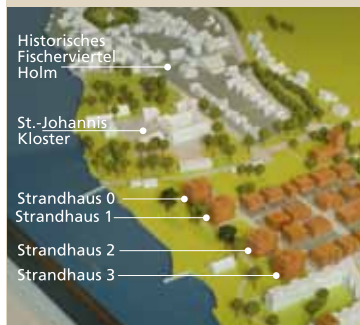 Historisches
Fischerviertel
Holm
St.-Johannis
Kloster
Strandhaus 0
Strandhaus 1
Strandhaus 2
Strandhaus 3